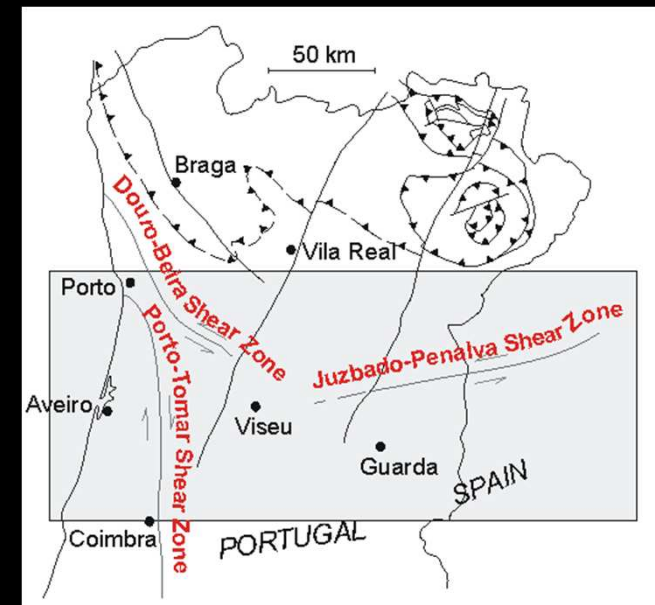 50 km
Braga
Douro-Beira Shear Zone
Vila Real
Porto
Porto-Tomar Shear Zone
Juzbado-Penalva Shear Zone
Aveiro
Viseu
Guarda
SPAIN
Coimbra
PORTUGAL